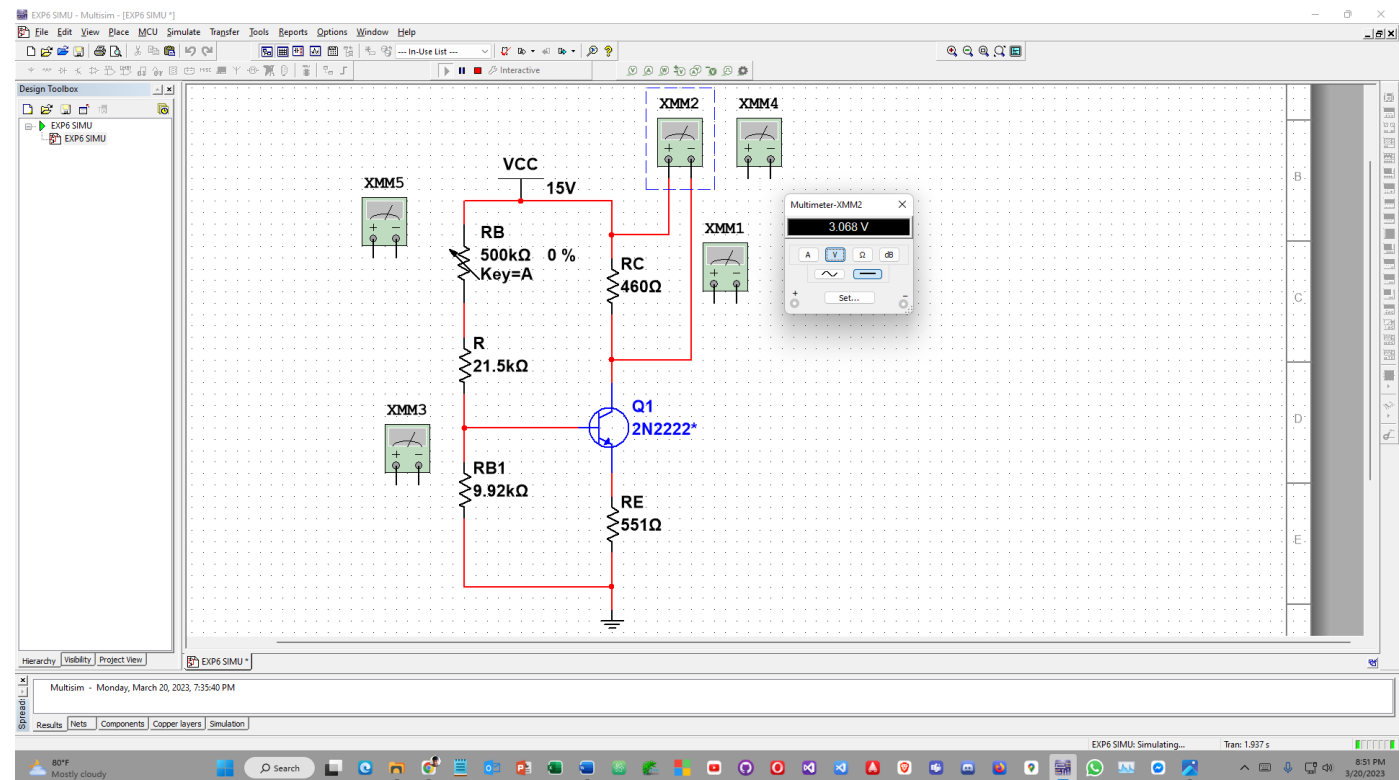 EXP6 SIMU - Multisim - [EXP6 SIMU *]
File Edit View Place MCU Simulate Transfer Tools Reports Options Window Help
--- In-Use List ---
Interactive
Design Toolbox
EXP6 SIMU
EXP6 SIMU
XMM2
XMM4
VCC
15V
XMM5
B
Multimeter-XMM2
3.068 V
A V Ω dB
Set...
XMM1
RB
500kΩ 0 %
Key=A
RC
460Ω
C
R
21.5kΩ
XMM3
Q1
2N2222*
D
RB1
9.92kΩ
RE
551Ω
E
Hierarchy Visibility Project View
EXP6 SIMU *
Multisim - Monday, March 20, 2023, 7:35:40 PM
Spreads
Results Nets Components Copper layers Simulation
EXP6 SIMU: Simulating... Tran: 1.937 s
80°F
Mostly cloudy
Search
8:51 PM
3/20/2023